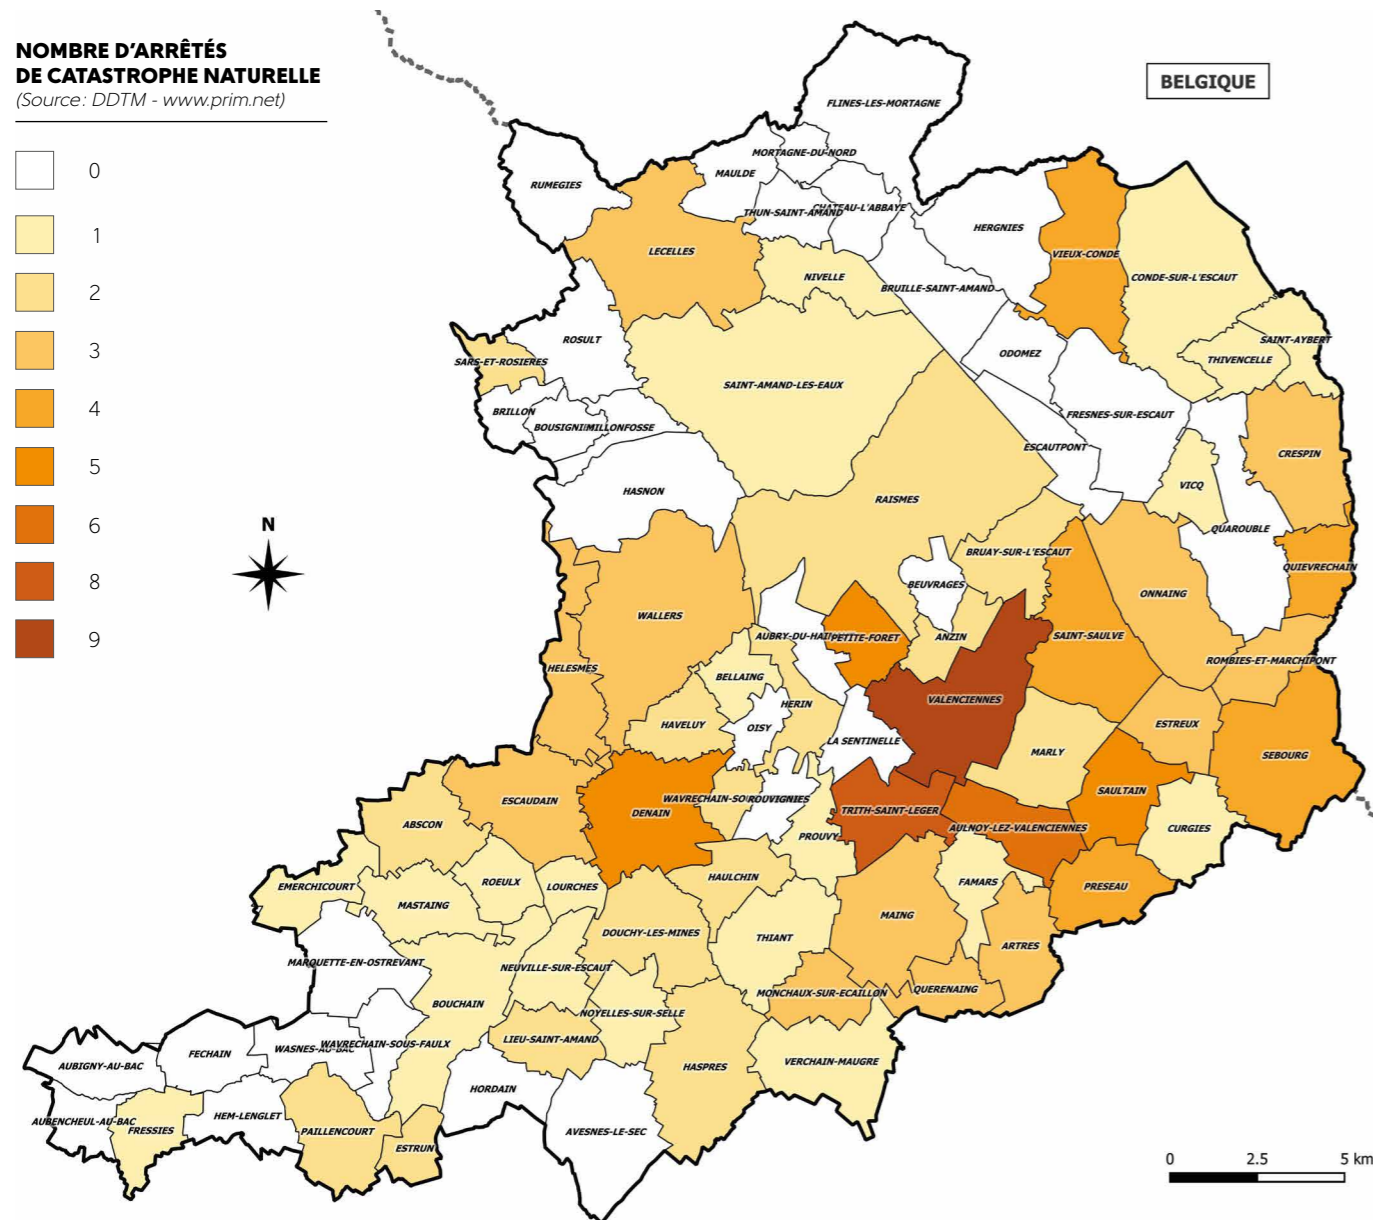 NOMBRE D'ARRÊTÉS
DE CATASTROPHE NATURELLE
(Source : DDTM - www.prim.net)
0
1
2
3
4
5
6
8
9
N
BELGIQUE
FLINES-LES-MORTAGNE
MORTAGNE-DU-NORD
MAULDE
RUMEGIES
THUN-SAINT-AMAND
CHATEAU-L'ABBAYE
HERGNIES
LECELLES
VIEUX-CONDE
NIVELLE
CONDE-SUR-L'ESCAUT
BRUILLE-SAINT-AMAND
ROSULT
SAINT-AYBERT
ODOMEZ
THIVENCELLE
SARS-ET-ROSIERES
SAINT-AMAND-LES-EAUX
BRILLON
FRESNES-SUR-ESCAUT
BOUSIGNI
MILLONFOSSE
ESCAUTPONT
CRESPIN
VICQ
HASNON
RAISMES
QUAROUBLE
BRUAY-SUR-L'ESCAUT
QUIEVRECHAIN
BEUVRAGES
ONNAING
WALLERS
AUBRY-DU-HAI
PETITE-FORET
ANZIN
SAINT-SAULVE
ROMBIES-ET-MARCHIPONT
HELESMES
BELLAING
VALENCIENNES
HERIN
HAVELUY
OISY
ESTREUX
LA SENTINELLE
MARLY
SEBOURG
SAULTAIN
ESCAUDAIN
WAVRECHAIN-SOU
ROUVIGNIES
DENAIN
TRITH-SAINT-LEGER
ABSCON
AULNOY-LEZ-VALENCIENNES
CURGIES
PROUVY
HAULCHIN
ROEULX
FAMARS
EMERCHICOURT
LOURCHES
PRESEAU
MASTAING
MAING
DOUCHY-LES-MINES
THIANT
ARTRES
MARQUETTE-EN-OSTREVANT
NEUVILLE-SUR-ESCAUT
QUERENAING
MONCHAUX-SUR-ECAILLON
BOUCHAIN
NOYELLES-SUR-SELLE
LIEU-SAINT-AMAND
WAVRECHAIN-SOUS-FAULX
WASNES-AU-BAC
FECHAIN
VERCHAIN-MAUGRE
AUBIGNY-AU-BAC
HASPRES
HORDAIN
HEM-LENGLET
AUBENCHEUL-AU-BAC
FRESSIES
PAILLENCOURT
AVESNES-LE-SEC
ESTRUN
0 2.5 5 km